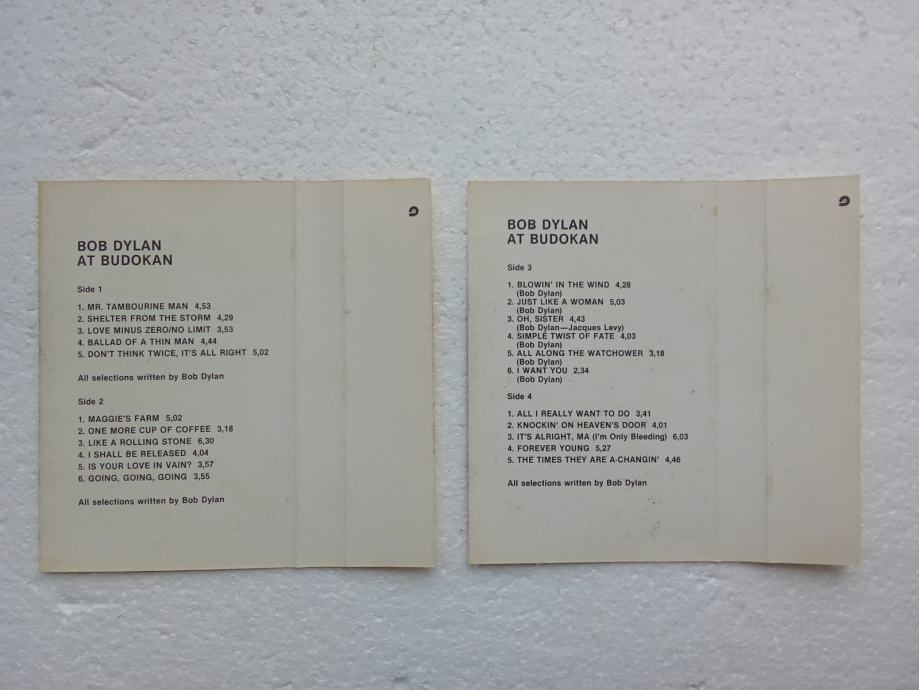 BOB DYLAN
AT BUDOKAN
Side 1
1. MR. TAMBOURINE MAN 4,53
2. SHELTER FROM THE STORM 4,29
3. LOVE MINUS ZERO/NO LIMIT 3,53
4. BALLAD OF A THIN MAN 4,44
5. DON'T THINK TWICE, IT'S ALL RIGHT 5,02
All selections written by Bob Dylan
Side 2
1. MAGGIE'S FARM 5,02
2. ONE MORE CUP OF COFFEE 3,18
3. LIKE A ROLLING STONE 6,30
4. I SHALL BE RELEASED 4,04
5. IS YOUR LOVE IN VAIN? 3,57
6. GOING, GOING, GOING 3,55
All selections written by Bob Dylan
BOB DYLAN
AT BUDOKAN
Side 3
1. BLOWIN' IN THE WIND 4,28
(Bob Dylan)
2. JUST LIKE A WOMAN 5,03
(Bob Dylan)
3. OH, SISTER 4,43
(Bob Dylan—Jacques Levy)
4. SIMPLE TWIST OF FATE 4,03
(Bob Dylan)
5. ALL ALONG THE WATCHOWER 3,18
(Bob Dylan)
6. I WANT YOU 2,34
(Bob Dylan)
Side 4
1. ALL I REALLY WANT TO DO 3,41
2. KNOCKIN' ON HEAVEN'S DOOR 4,01
3. IT'S ALRIGHT, MA (I'm Only Bleeding) 6,03
4. FOREVER YOUNG 5,27
5. THE TIMES THEY ARE A-CHANGIN' 4,46
All selections written by Bob Dylan